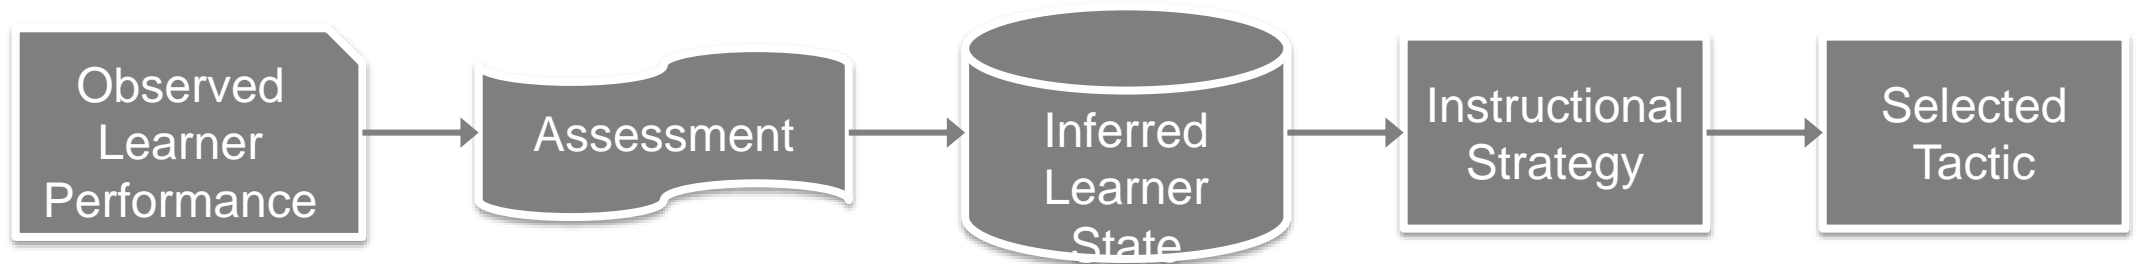 Observed
Learner
Performance
Assessment
Inferred
Learner
State
Instructional
Strategy
Selected
Tactic